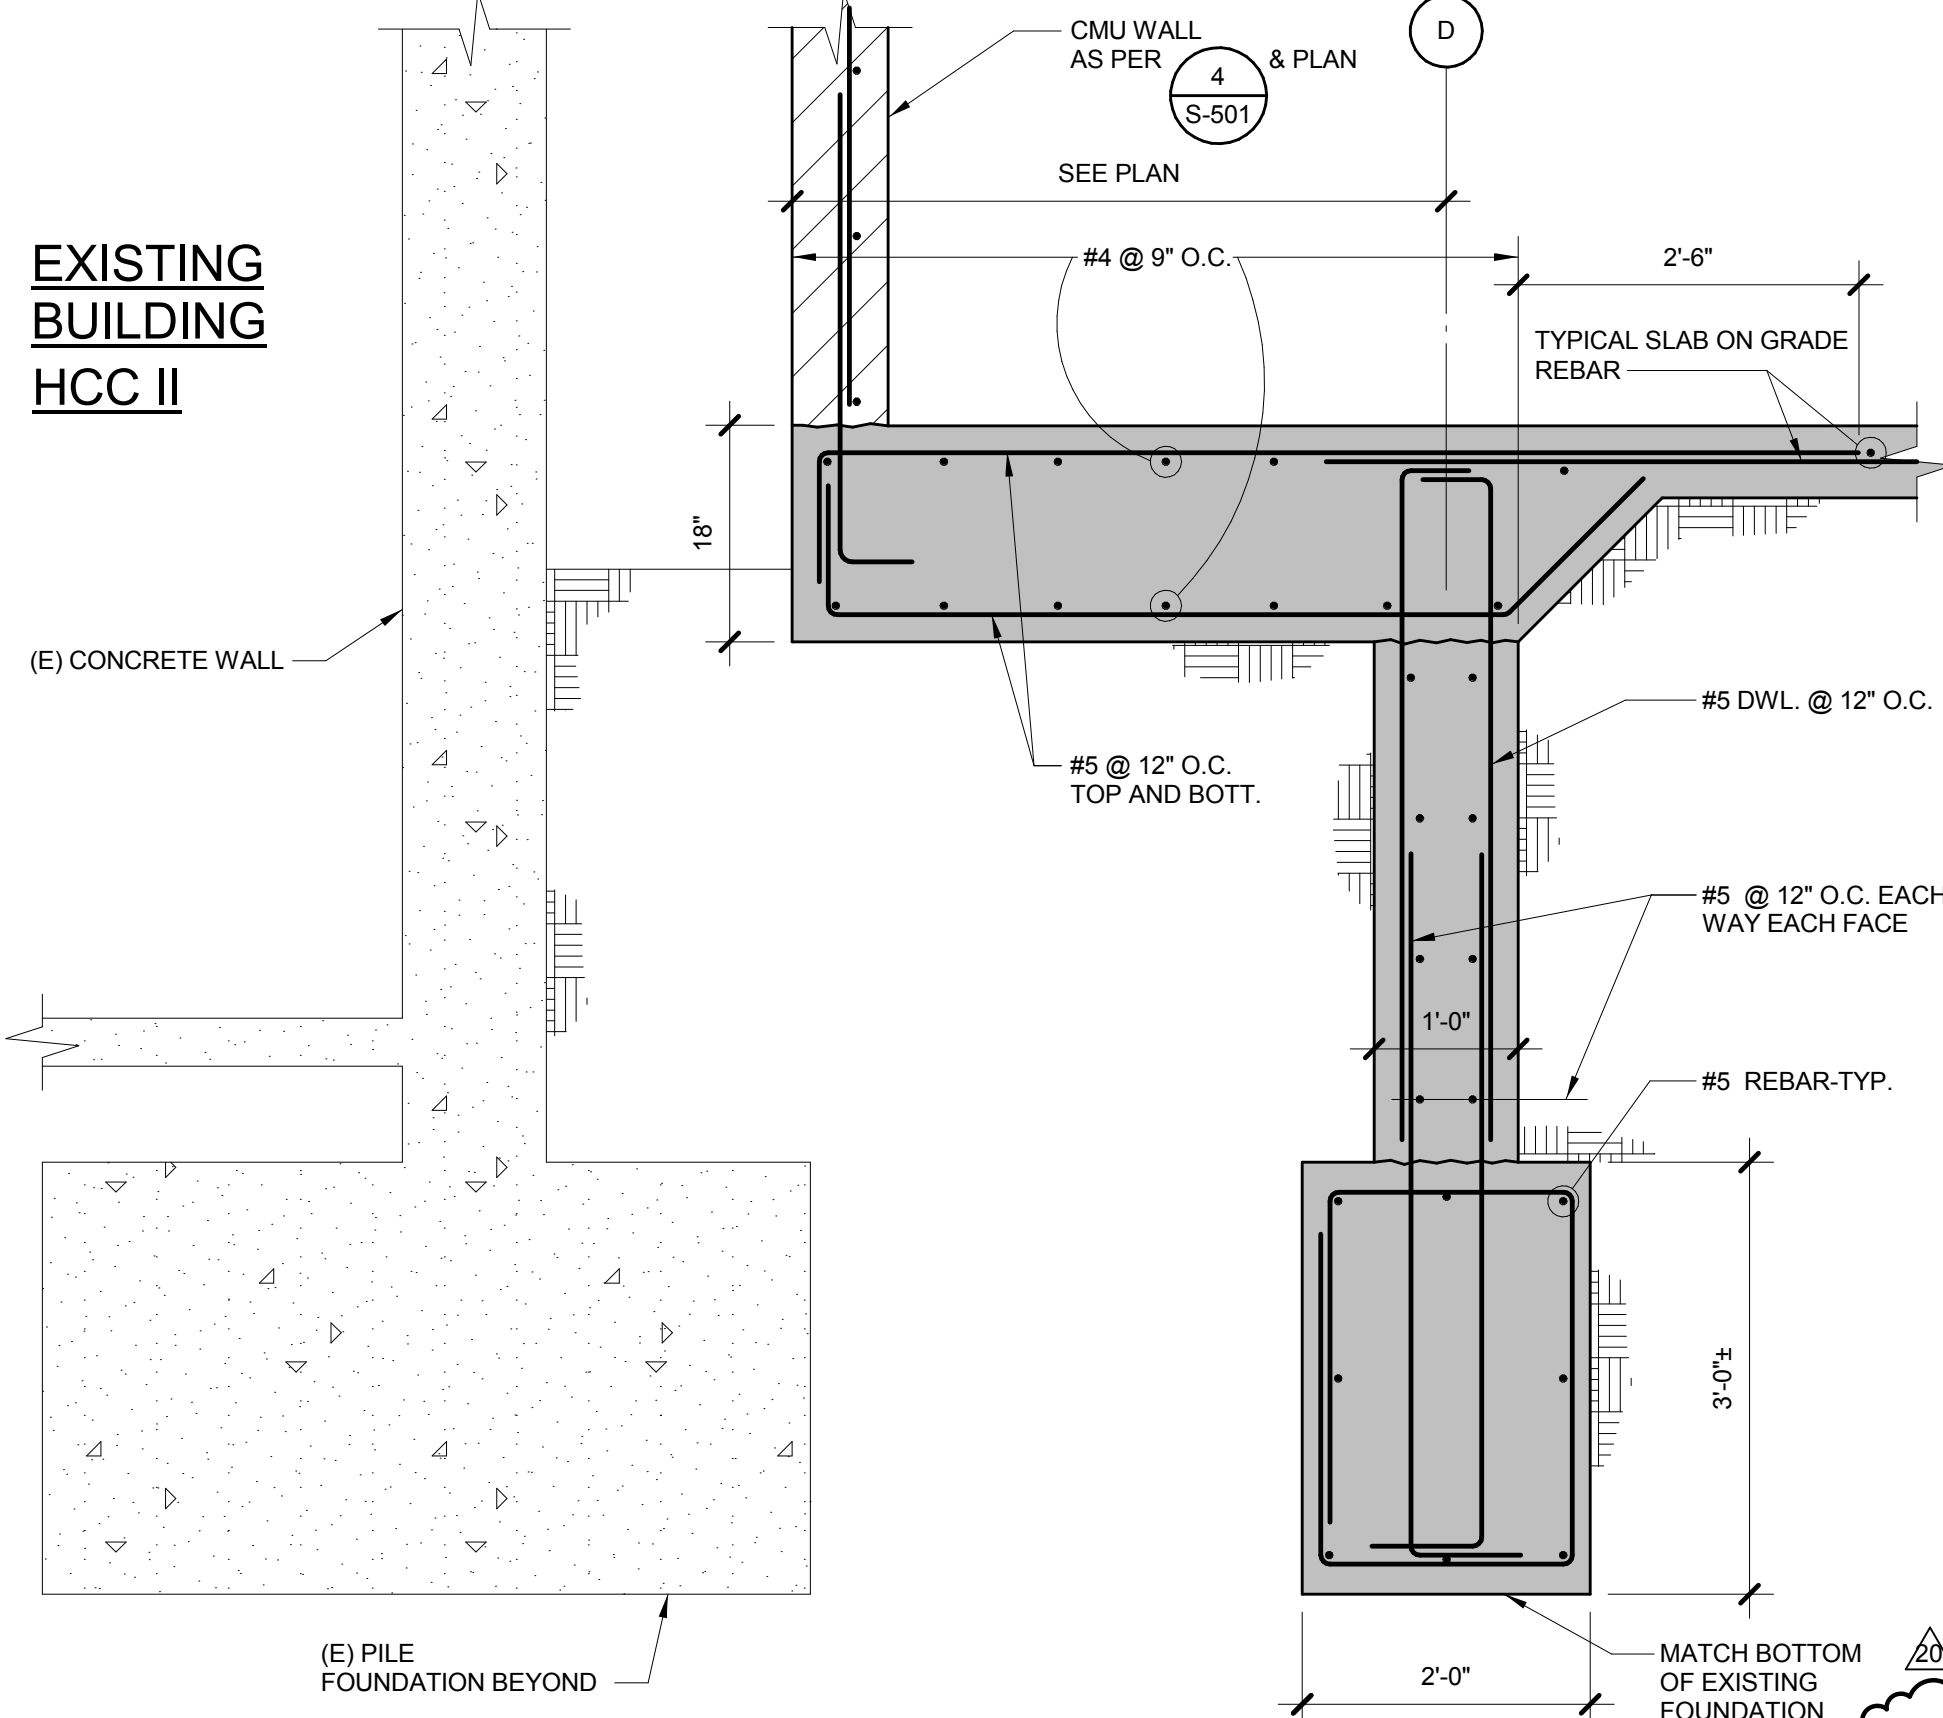 CMU WALL
AS PER
4
S-501
& PLAN
D
SEE PLAN
EXISTING
BUILDING
HCC II
#4 @ 9" O.C.
2'-6"
TYPICAL SLAB ON GRADE
REBAR
18"
(E) CONCRETE WALL
#5 DWL. @ 12" O.C.
#5 @ 12" O.C.
TOP AND BOTT.
#5 @ 12" O.C. EACH
WAY EACH FACE
1'-0"
#5 REBAR-TYP.
3'-0"±
(E) PILE
FOUNDATION BEYOND
2'-0"
MATCH BOTTOM
OF EXISTING
FOUNDATION
20